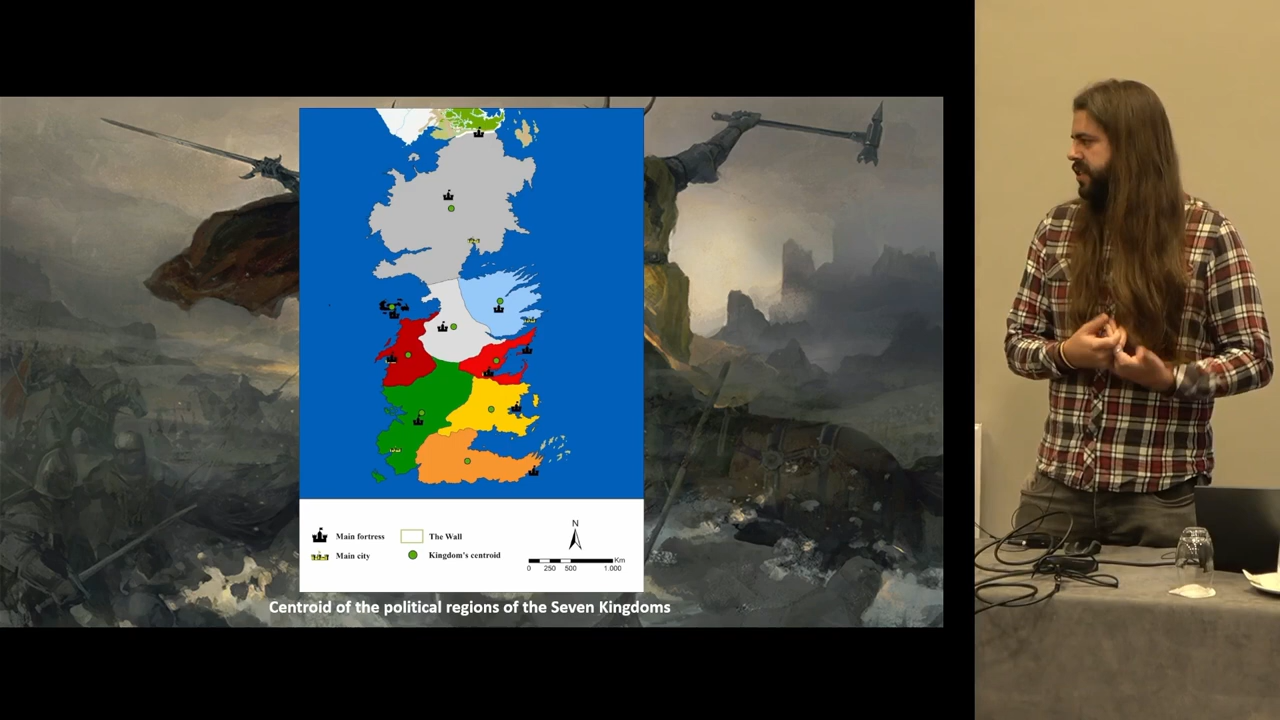 N
Main fortress
The Wall
Main city
Kingdom's centroid
Km
0 250 500 1.000
Centroid of the political regions of the Seven Kingdoms